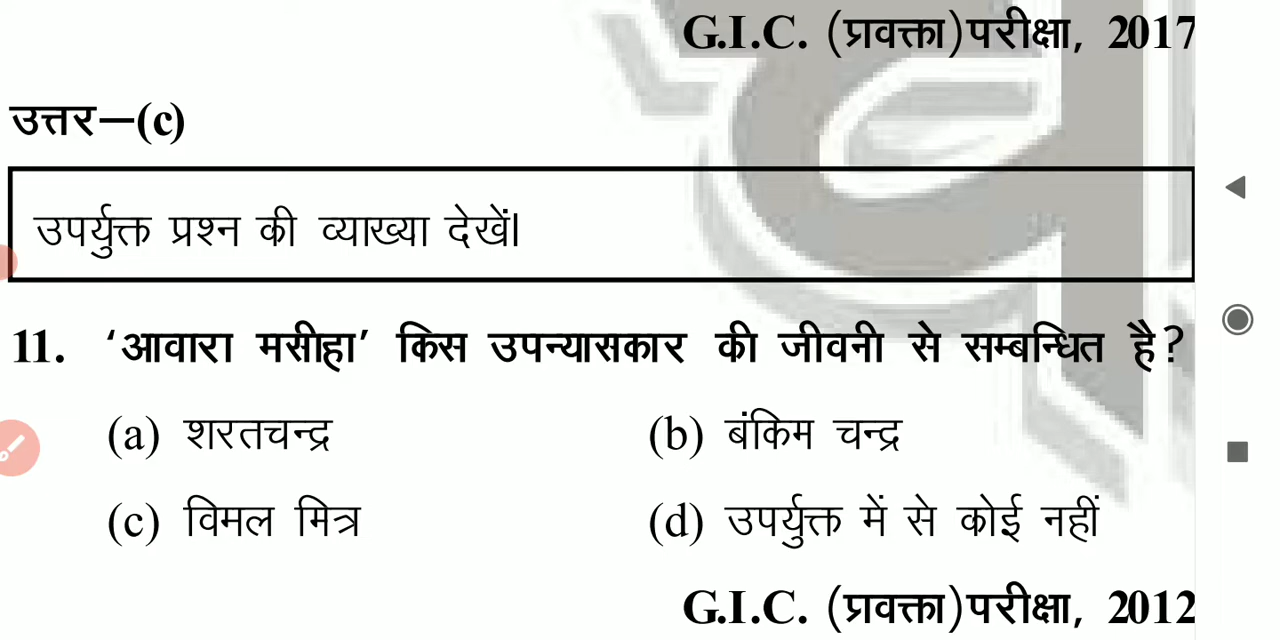 G.I.C. (प्रवक्ता)परीक्षा, 2017
उत्तर—(c)
उपर्युक्त प्रश्न की व्याख्या देखें।
11. ‘आवारा मसीहा’ किस उपन्यासकार की जीवनी से सम्बन्धित है?
(a) शरतचन्द्र (b) बंकिम चन्द्र
(c) विमल मित्र (d) उपर्युक्त में से कोई नहीं
G.I.C. (प्रवक्ता)परीक्षा, 2012